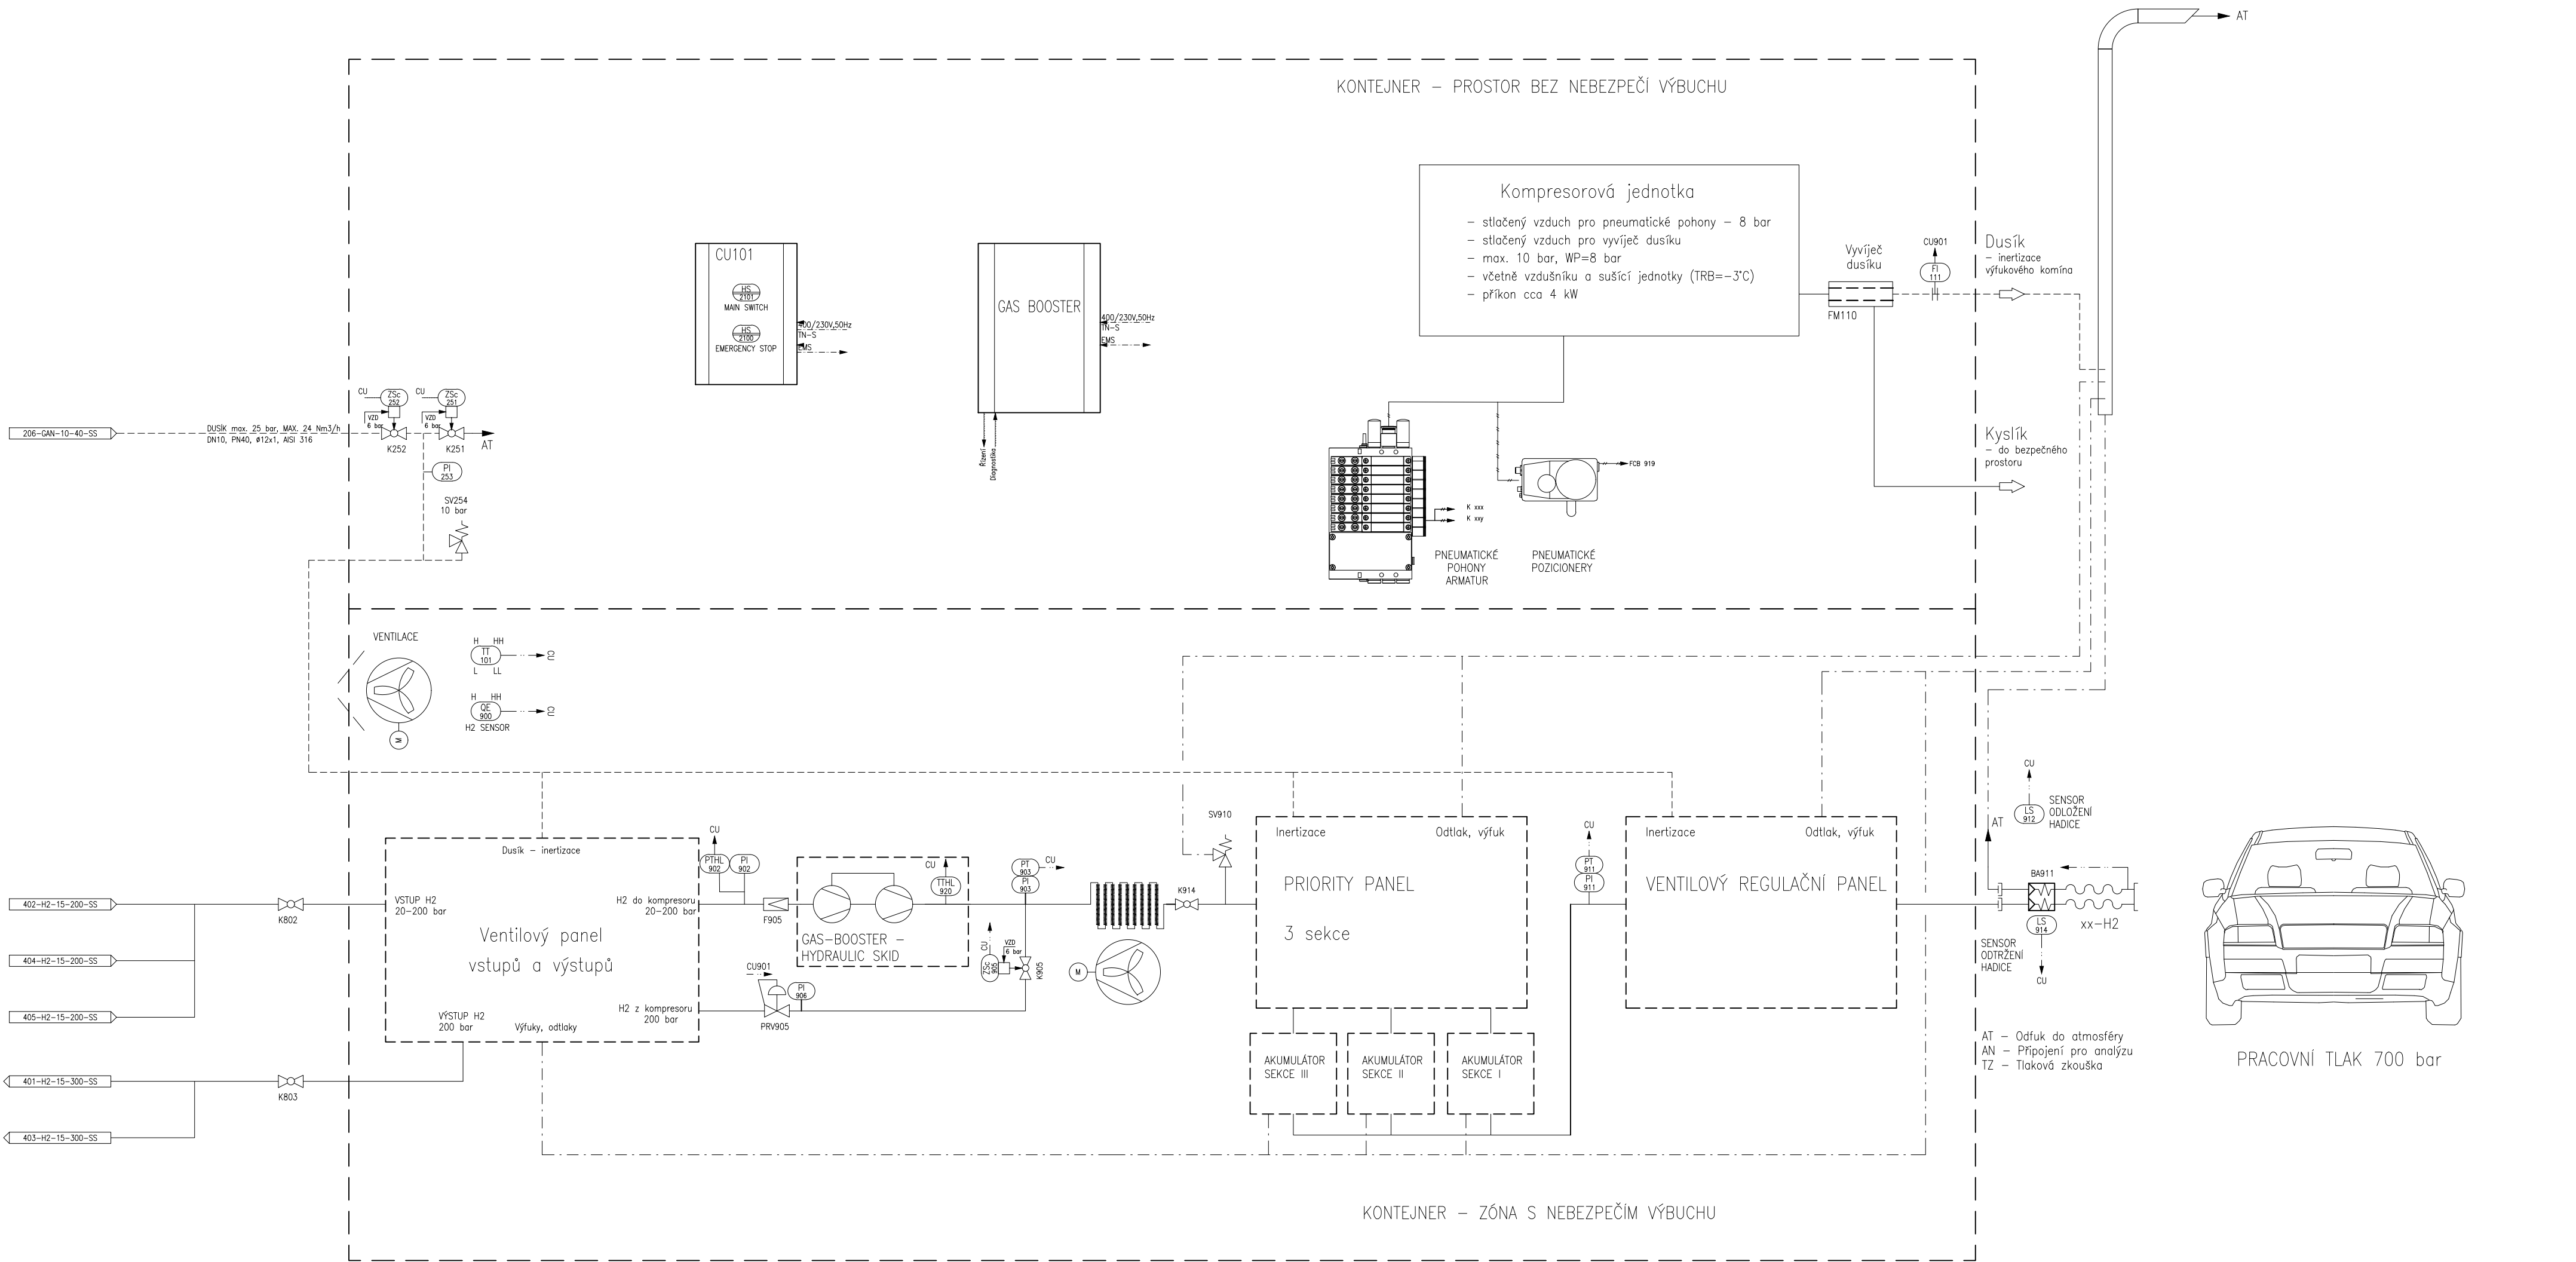 AT
KONTEJNER – PROSTOR BEZ NEBEZPEČÍ VÝBUCHU
Kompresorová jednotka
– stlačený vzduch pro pneumatické pohony – 8 bar
– stlačený vzduch pro vyvíječ dusíku
– max. 10 bar, WP=8 bar
– včetně vzdušníku a sušící jednotky (TRB=–3°C)
– příkon cca 4 kW
Vyvíječ
dusíku
FM110
CU901
FI
111
Dusík
– inertizace
výfukového komína
Kyslík
– do bezpečného
prostoru
CU101
HS
2101
MAIN SWITCH
HS
2100
EMERGENCY STOP
400/230V,50Hz
TN–S
EMS
GAS BOOSTER
400/230V,50Hz
TN–S
EMS
Řízení
Diagnostika
206–GAN–10–40–SS
DUSÍK max. 25 bar, MAX. 24 Nm3/h
DN10, PN40, ø12x1, AISI 316
CU
ZSc
252
VZD
6 bar
K252
CU
ZSc
251
VZD
6 bar
K251
AT
PI
253
SV254
10 bar
FCB 919
K xxx
K xxy
PNEUMATICKÉ
POHONY
ARMATUR
PNEUMATICKÉ
POZICIONERY
VENTILACE
M
H HH
TT
101
L LL
CU
H HH
QE
900
CU
H2 SENSOR
402–H2–15–200–SS
404–H2–15–200–SS
405–H2–15–200–SS
401–H2–15–300–SS
403–H2–15–300–SS
K802
K803
Dusík – inertizace
VSTUP H2
20–200 bar
H2 do kompresoru
20–200 bar
Ventilový panel
vstupů a výstupů
H2 z kompresoru
200 bar
VÝSTUP H2
200 bar
Výfuky, odtlaky
CU
PTHL
902
PI
902
F905
CU
TTHL
920
GAS–BOOSTER –
HYDRAULIC SKID
CU901
PI
906
PRV905
PT
903
CU
PI
903
CU
ZSc
905
VZD
6 bar
K905
M
K914
SV910
Inertizace
Odtlak, výfuk
PRIORITY PANEL
3 sekce
AKUMULÁTOR
SEKCE III
AKUMULÁTOR
SEKCE II
AKUMULÁTOR
SEKCE I
CU
PT
911
PI
911
Inertizace
Odtlak, výfuk
VENTILOVÝ REGULAČNÍ PANEL
AT
CU
LS
912
SENSOR
ODLOŽENÍ
HADICE
BA911
xx–H2
LS
914
CU
SENSOR
ODTRŽENÍ
HADICE
AT – Odfuk do atmosféry
AN – Připojení pro analýzu
TZ – Tlaková zkouška
PRACOVNÍ TLAK 700 bar
KONTEJNER – ZÓNA S NEBEZPEČÍM VÝBUCHU